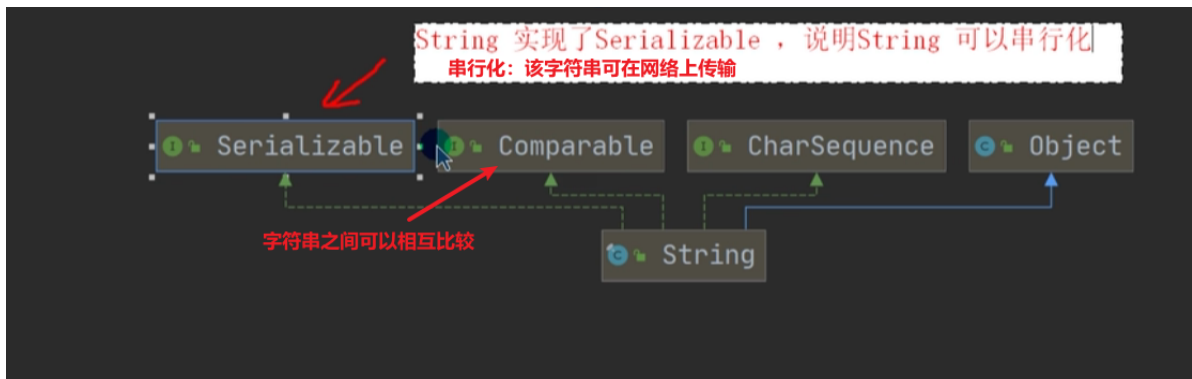 String 实现了Serializable ，说明String 可以串行化
串行化：该字符串可在网络上传输
Serializable
Comparable
CharSequence
Object
字符串之间可以相互比较
String